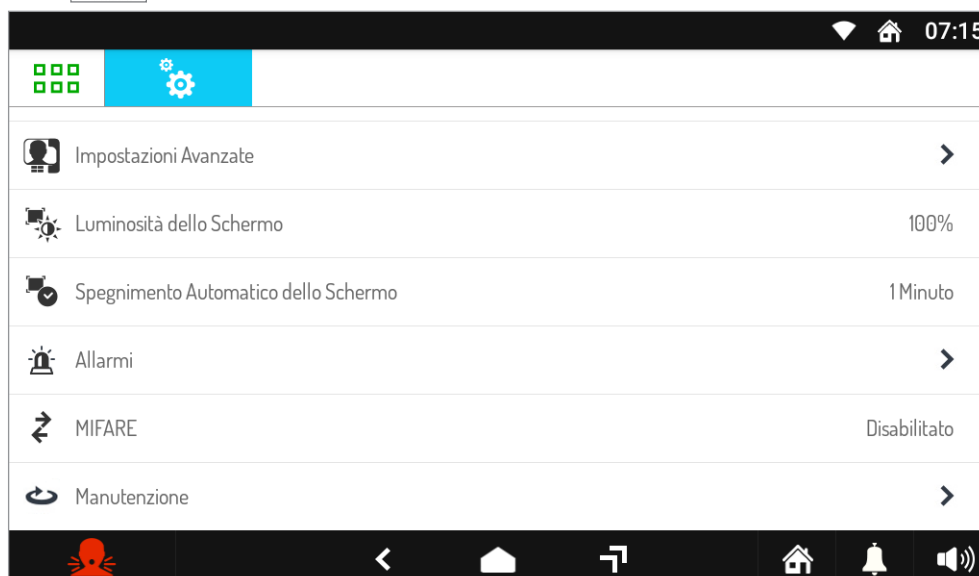 07:15
Impostazioni Avanzate
Luminosità dello Schermo 100%
Spegnimento Automatico dello Schermo 1 Minuto
Allarmi
MIFARE Disabilitato
Manutenzione